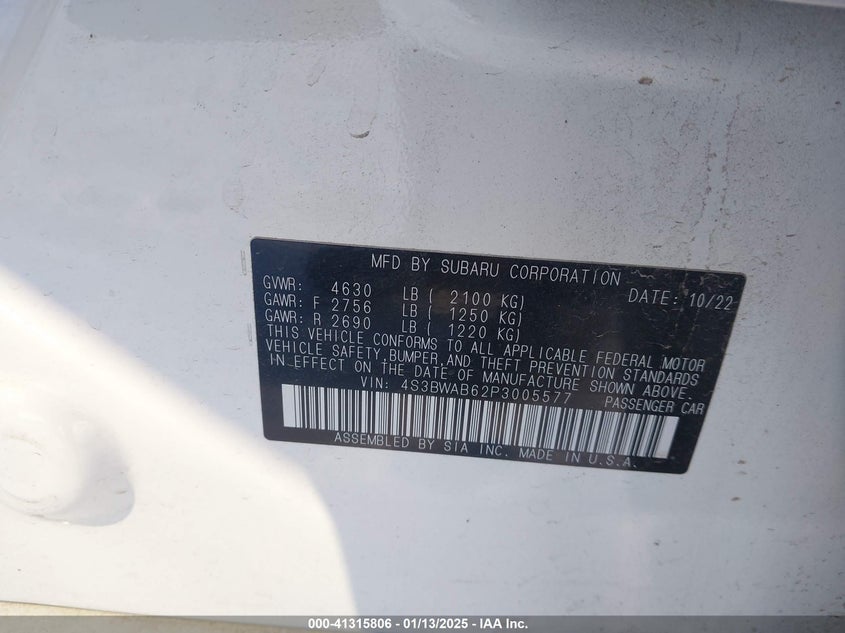 MFD BY SUBARU CORPORATION
GVWR: 4630 LB ( 2100 KG) DATE: 10/22
GAWR: F 2756 LB ( 1250 KG)
GAWR: R 2690 LB ( 1220 KG)
THIS VEHICLE CONFORMS TO ALL APPLICABLE FEDERAL MOTOR
VEHICLE SAFETY, BUMPER, AND THEFT PREVENTION STANDARDS
IN EFFECT ON THE DATE OF MANUFACTURE SHOWN ABOVE.
VIN: 4S3BWAB62P3005577 PASSENGER CAR
ASSEMBLED BY SIA INC. MADE IN U.S.A.
000-41315806 - 01/13/2025 - IAA Inc.